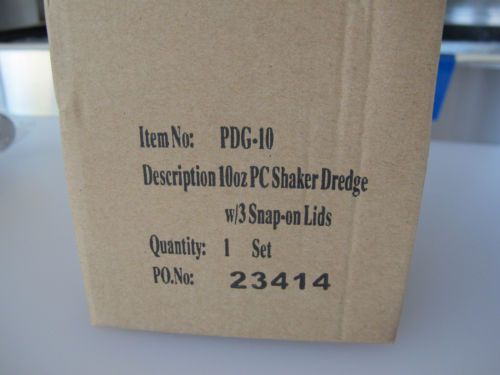 Item No: PDG-10
Description 10oz PC Shaker Dredge
w/3 Snap-on Lids
Quantity: 1 Set
PO.No: 23414